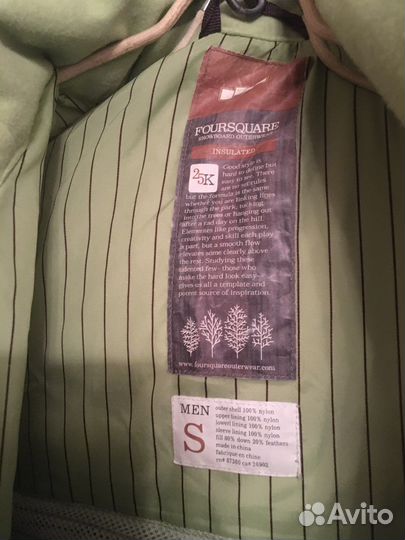 FOURSQUARE
SNOWBOARD OUTERWEAR
INSULATED
25K
Good style is
hard to define but
easy to see. There
are no set rules
but the formula is the same
whether you are linking lines
through the park, tucking
into the trees or hanging out
after a rad day on the hill.
Elements like progression,
creativity and skill each play
a part, but a smooth flow
elevates some clearly above
the rest. Studying these
talented few - those who
make the hard look easy -
gives us all a template and
potent source of inspiration.
www.foursquareouterwear.com
MEN
S
outer shell 100% nylon
upper lining 100% nylon
lowerl lining 100% nylon
sleeve lining 100% nylon
fill 80% down 20% feathers
made in china
fabrique en chine
rn# 87380 ca# 24902
Avito